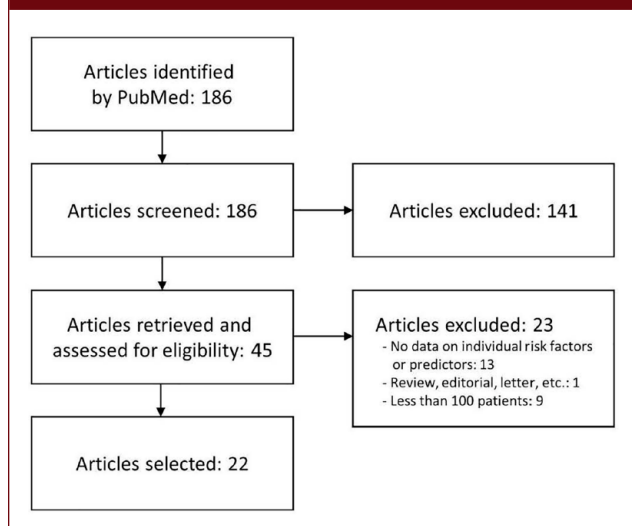 Articles identified
by PubMed: 186
Articles screened: 186
Articles excluded: 141
Articles retrieved and
assessed for eligibility: 45
Articles excluded: 23
- No data on individual risk factors
or predictors: 13
- Review, editorial, letter, etc.: 1
- Less than 100 patients: 9
Articles selected: 22